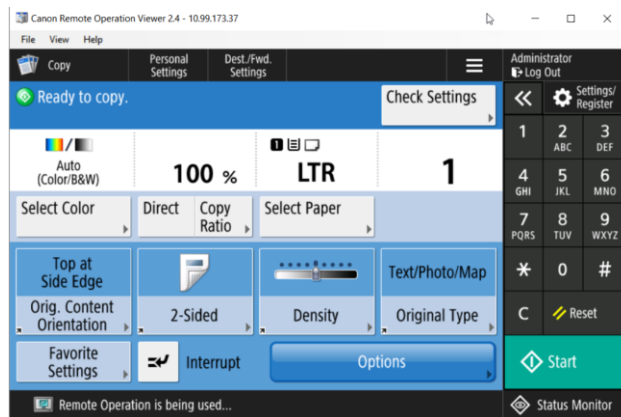 Canon Remote Operation Viewer 2.4 - 10.99.173.37
File View Help
Copy
Personal
Settings
Dest./Fwd.
Settings
Administrator
Log Out
Ready to copy.
Check Settings
Settings/
Register
Auto
(Color/B&W)
100 %
1
LTR
1
Select Color
Direct
Copy
Ratio
Select Paper
Top at
Side Edge
Orig. Content
Orientation
2-Sided
Density
Text/Photo/Map
Original Type
Favorite
Settings
Interrupt
Options
1
2
ABC
3
DEF
4
GHI
5
JKL
6
MNO
7
PQRS
8
TUV
9
WXYZ
* 0 #
C
Reset
Start
Remote Operation is being used...
Status Monitor